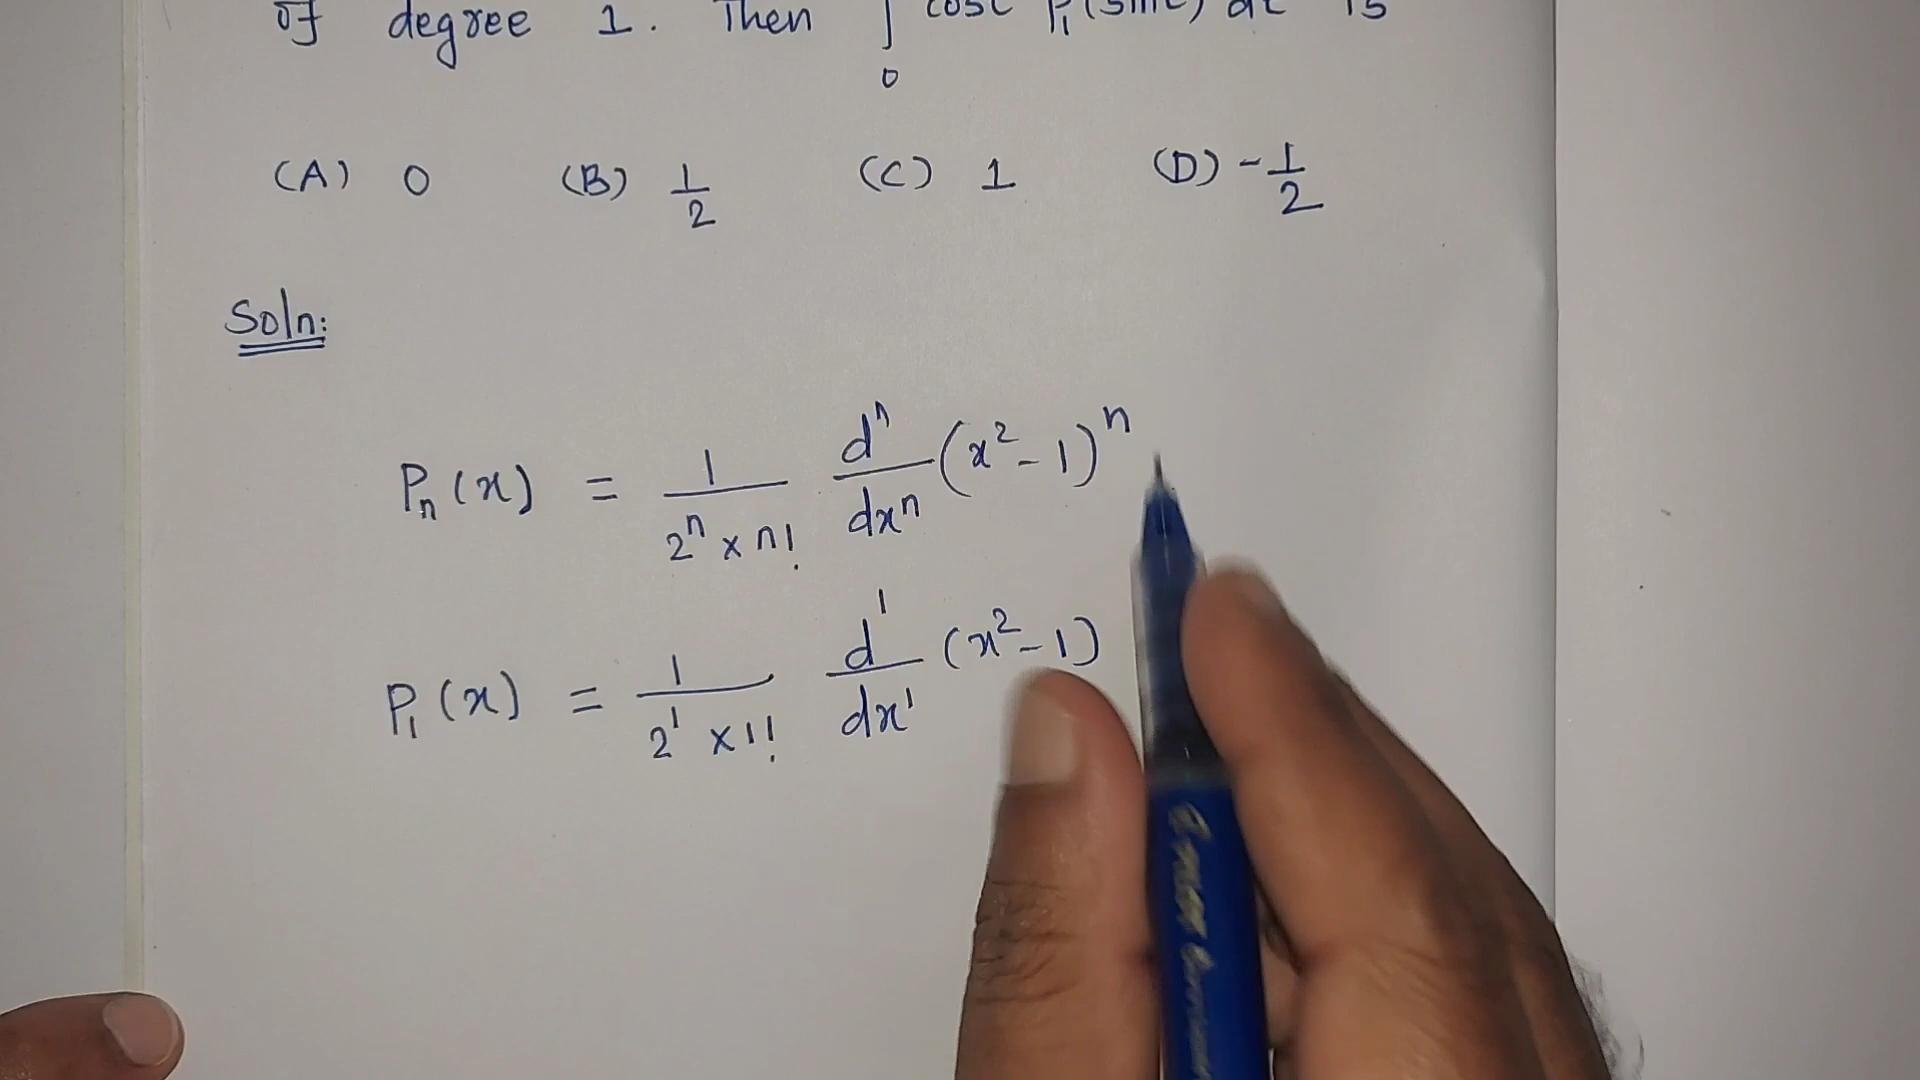 of degree 1. Then ∫₀ cost P₁(sint) dt is
(A) 0 (B) 1/2 (C) 1 (D) -1/2
Soln:
Pₙ(x) = 1/(2ⁿ × n!) dⁿ/dxⁿ (x² - 1)ⁿ
P₁(x) = 1/(2¹ × 1!) d¹/dx¹ (x² - 1)